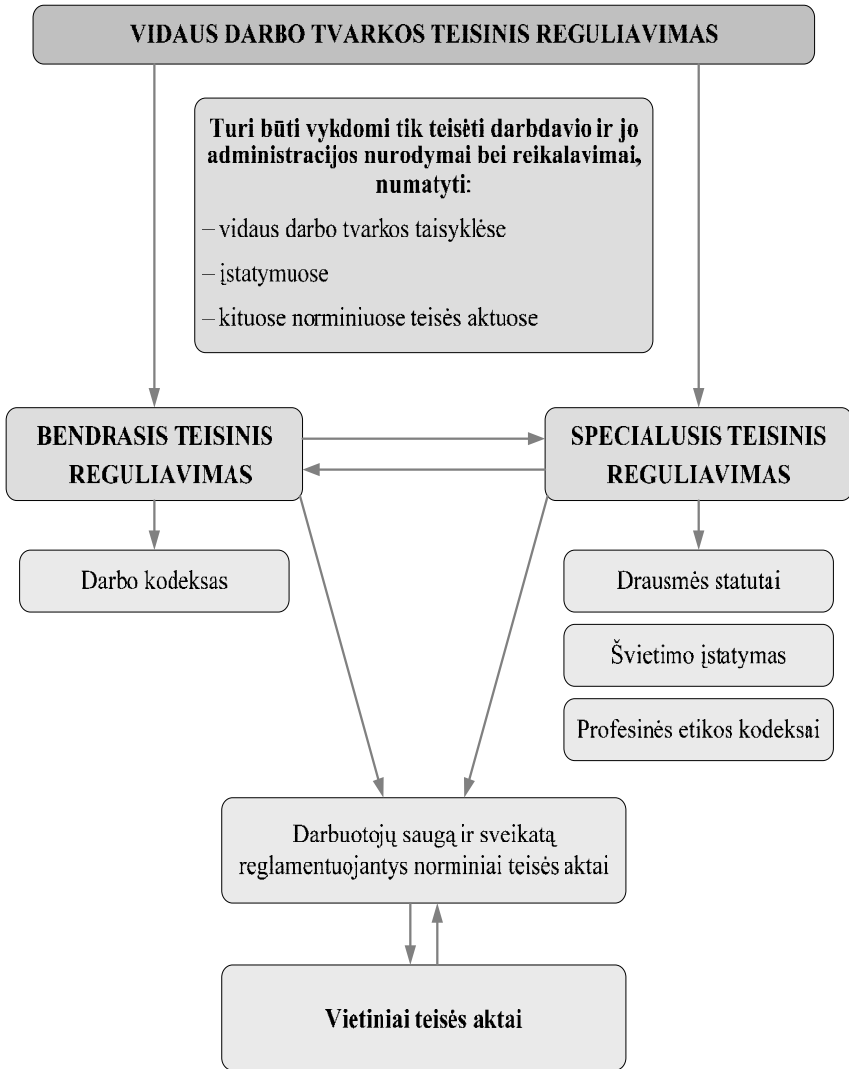 VIDAUS DARBO TVARKOS TEISINIS REGULIAVIMAS
Turi būti vykdomi tik teisėti darbdavio ir jo
administracijos nurodymai bei reikalavimai,
numatyti:
– vidaus darbo tvarkos taisyklėse
– įstatymuose
– kituose norminiuose teisės aktuose
BENDRASIS TEISINIS
REGULIAVIMAS
SPECIALUSIS TEISINIS
REGULIAVIMAS
Darbo kodeksas
Drausmės statutai
Švietimo įstatymas
Profesinės etikos kodeksai
Darbuotojų saugą ir sveikatą
reglamentuojantys norminiai teisės aktai
Vietiniai teisės aktai